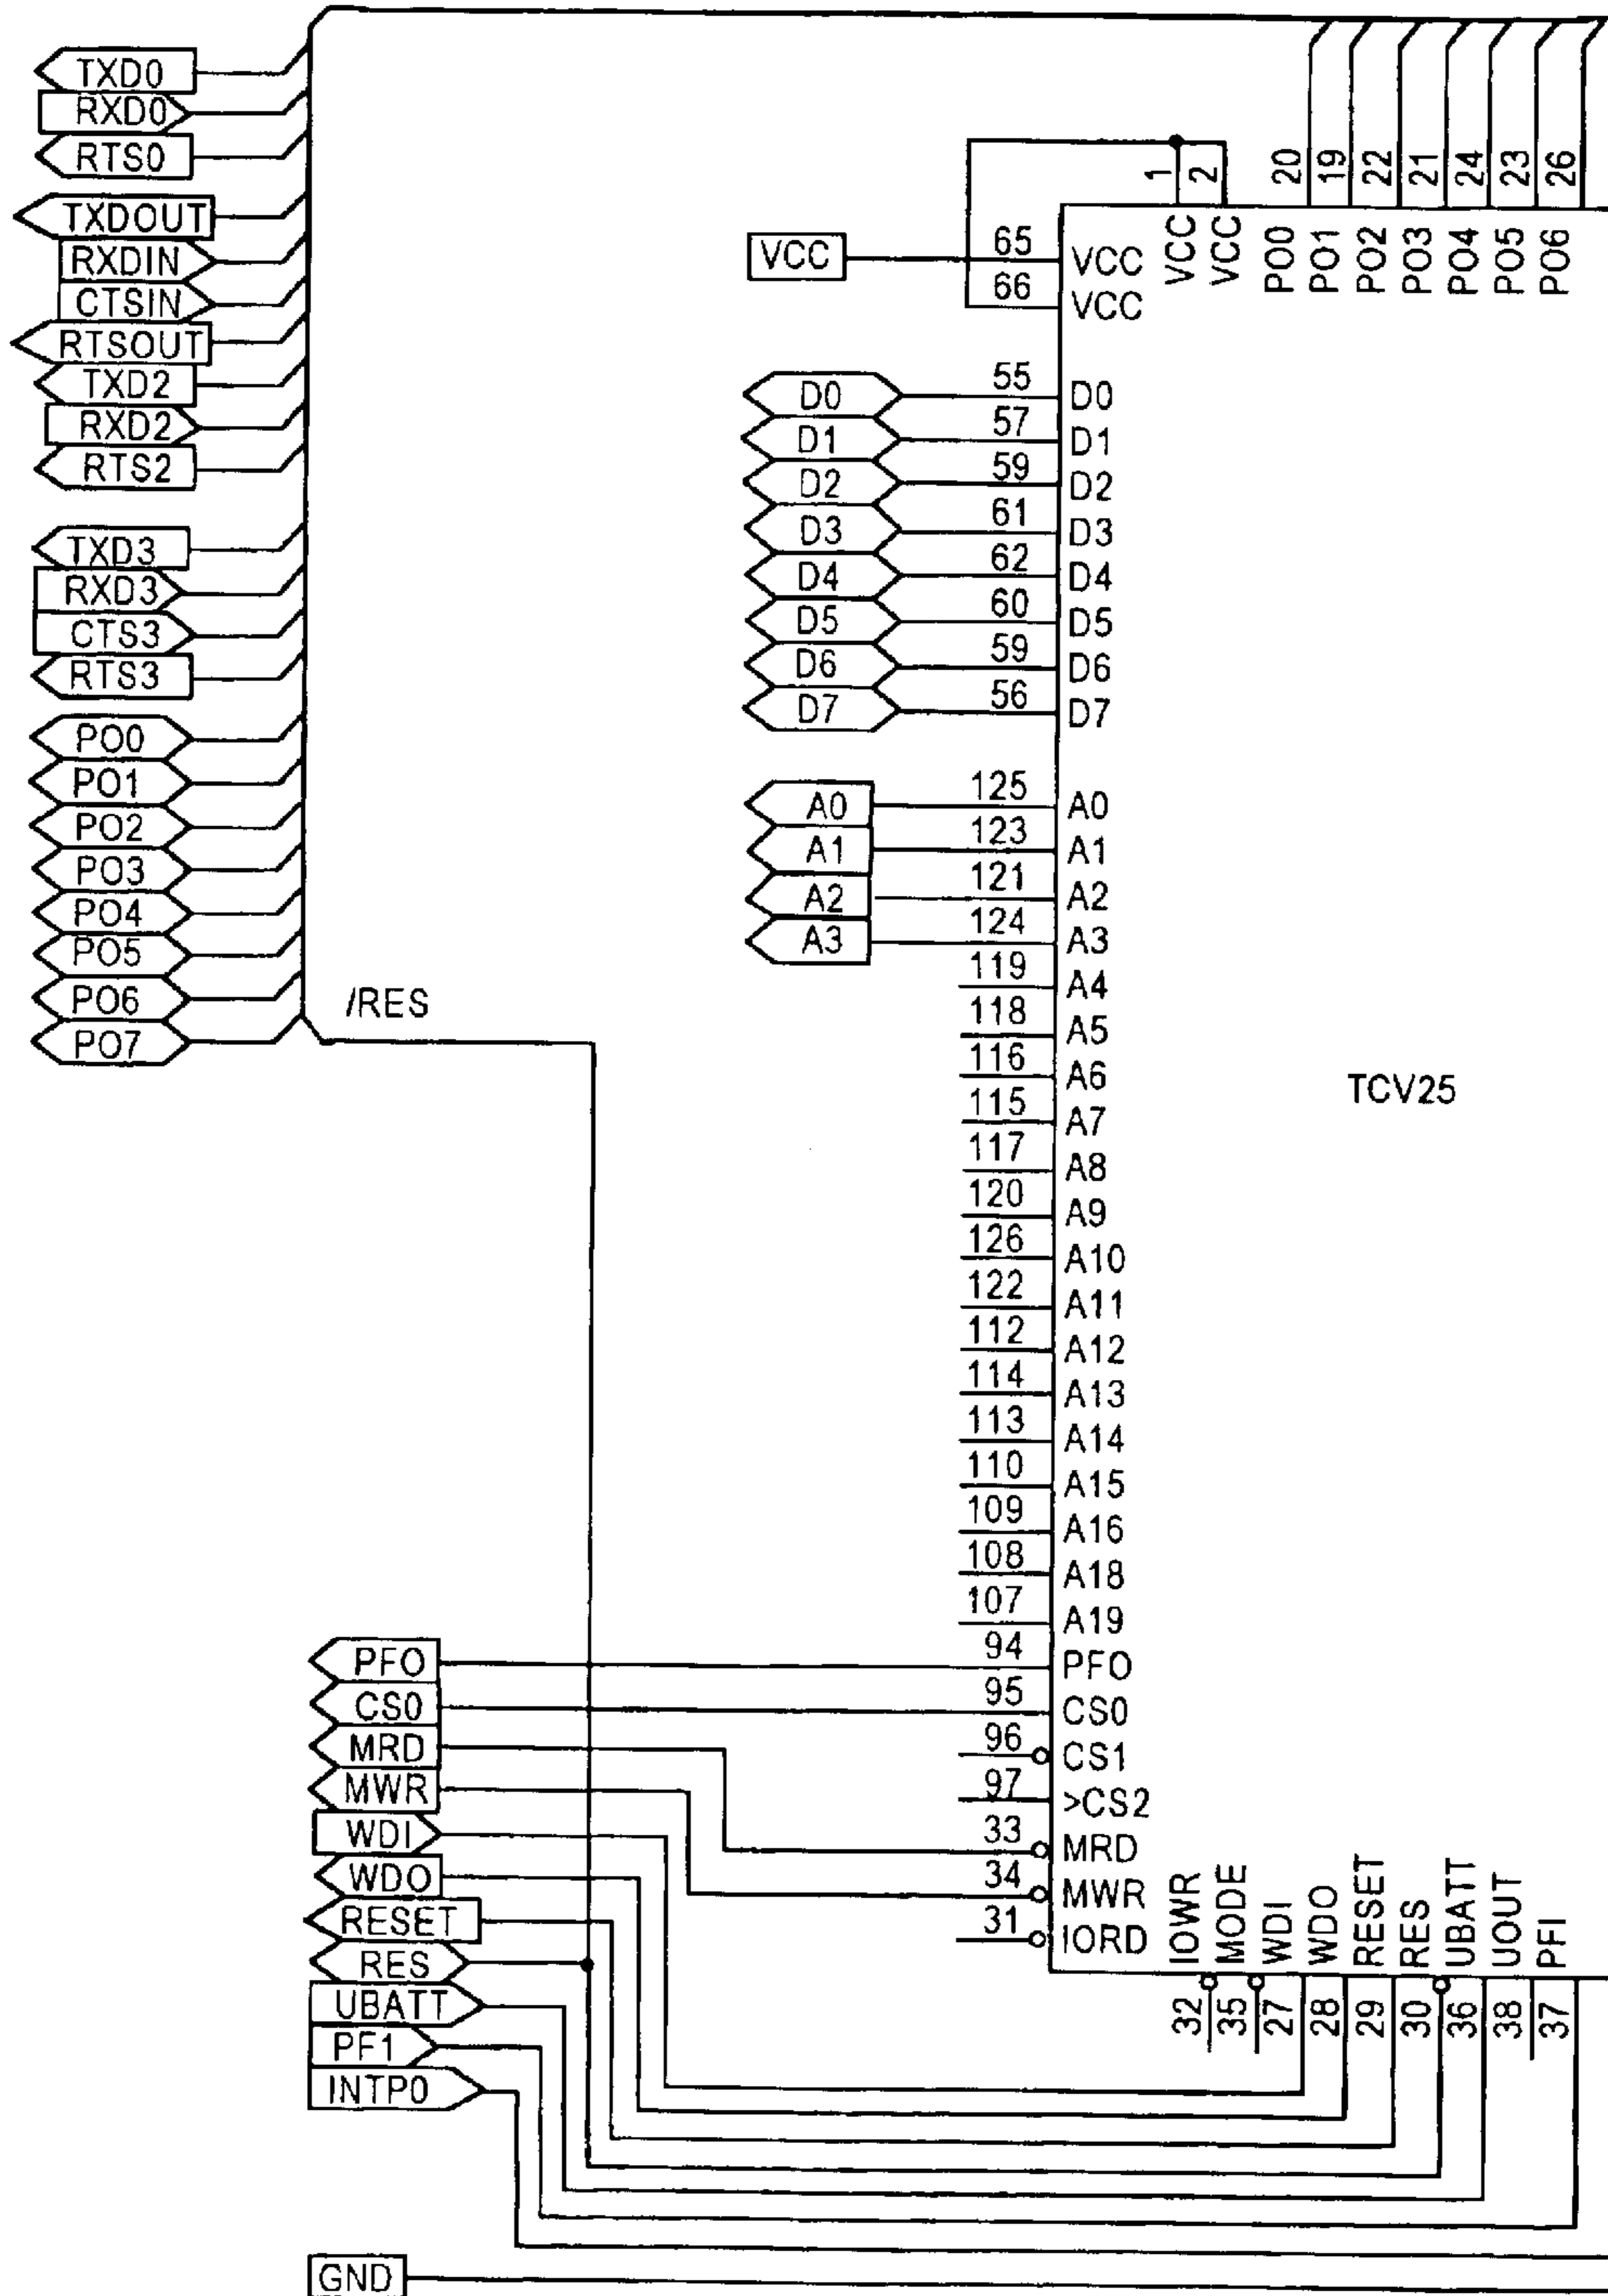 TXD0
RXD0
RTS0
TXDOUT
RXDIN
CTSIN
RTSOUT
TXD2
RXD2
RTS2
TXD3
RXD3
CTS3
RTS3
PO0
PO1
PO2
PO3
PO4
PO5
PO6
PO7
/RES
1 2 20 19 22 21 24 23 26
VCC VCC PO0 PO1 PO2 PO3 PO4 PO5 PO6
VCC 65 VCC
66 VCC
D0 55 D0
D1 57 D1
D2 59 D2
D3 61 D3
D4 62 D4
D5 60 D5
D6 59 D6
D7 56 D7
A0 125 A0
A1 123 A1
A2 121 A2
A3 124 A3
119 A4
118 A5
116 A6
115 A7
117 A8
120 A9
126 A10
122 A11
112 A12
114 A13
113 A14
110 A15
109 A16
108 A18
107 A19
TCV25
PFO 94 PFO
CS0 95 CS0
96 CS1
97 >CS2
MRD 33 MRD
MWR 34 MWR
31 IORD
WDI
WDO
RESET
RES
UBATT
PF1
INTP0
GND
IOWR MODE WDI WDO RESET RES UBATT UOUT PFI
32 35 27 28 29 30 36 38 37